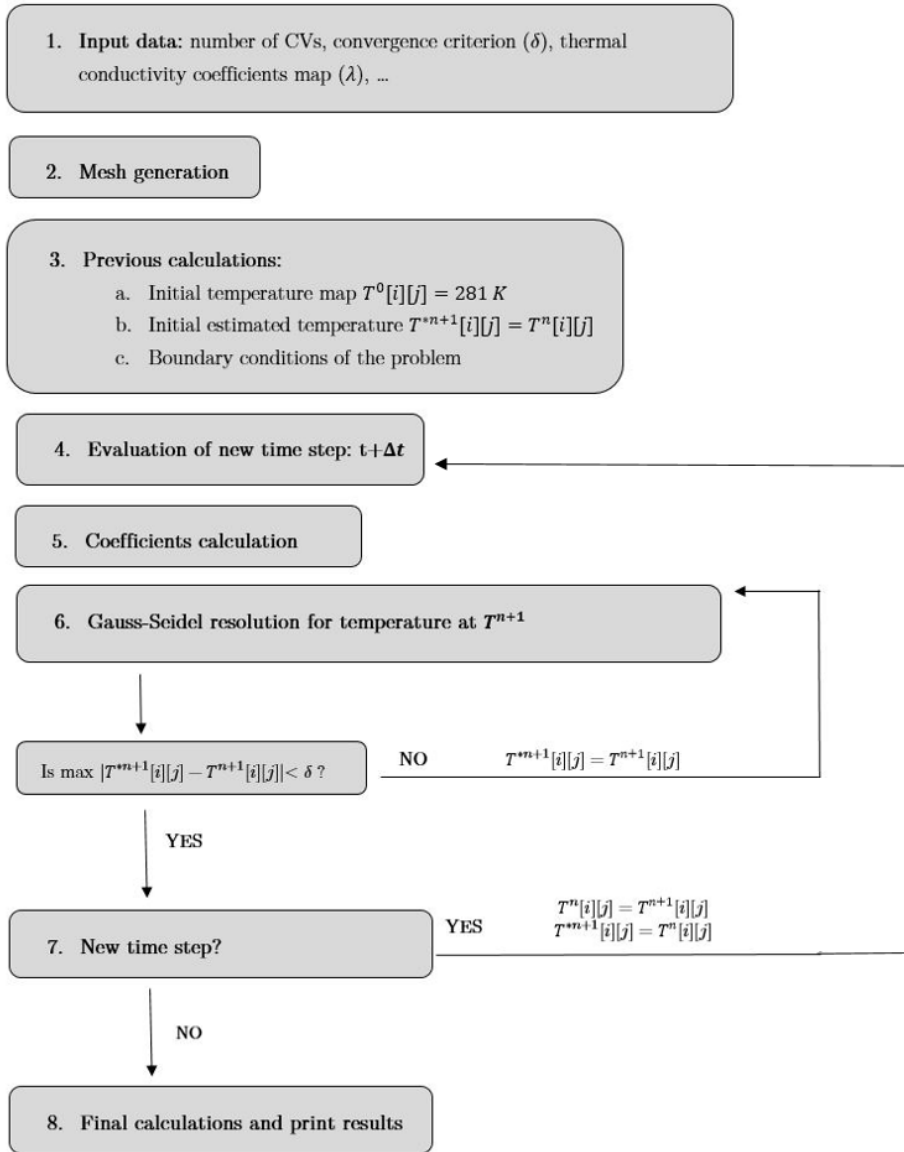 1. Input data: number of CVs, convergence criterion (δ), thermal
conductivity coefficients map (λ), ...
2. Mesh generation
3. Previous calculations:
a. Initial temperature map T⁰[i][j] = 281 K
b. Initial estimated temperature T*ⁿ⁺¹[i][j] = Tⁿ[i][j]
c. Boundary conditions of the problem
4. Evaluation of new time step: t+Δt
5. Coefficients calculation
6. Gauss-Seidel resolution for temperature at Tⁿ⁺¹
Is max |T*ⁿ⁺¹[i][j] − Tⁿ⁺¹[i][j]|< δ ?
NO
T*ⁿ⁺¹[i][j] = Tⁿ⁺¹[i][j]
YES
7. New time step?
YES
Tⁿ[i][j] = Tⁿ⁺¹[i][j]
T*ⁿ⁺¹[i][j] = Tⁿ[i][j]
NO
8. Final calculations and print results